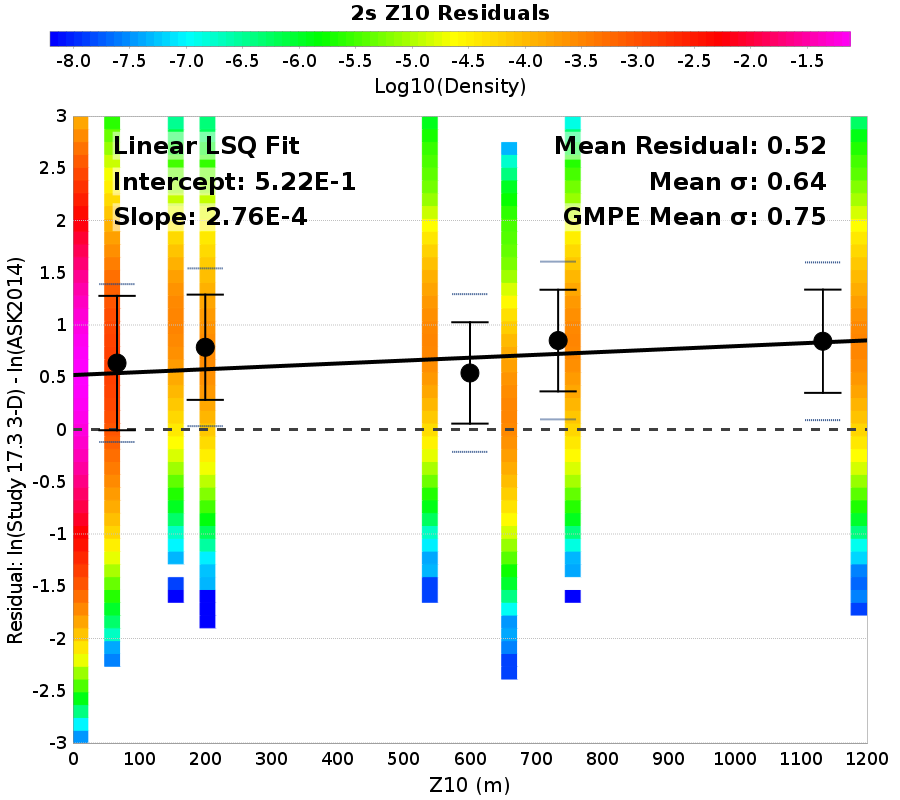 2s Z10 Residuals
-8.0 -7.5 -7.0 -6.5 -6.0 -5.5 -5.0 -4.5 -4.0 -3.5 -3.0 -2.5 -2.0 -1.5
Log10(Density)
Linear LSQ Fit
Intercept: 5.22E-1
Slope: 2.76E-4
Mean Residual: 0.52
Mean σ: 0.64
GMPE Mean σ: 0.75
Residual: ln(Study 17.3 3-D) - ln(ASK2014)
3
2.5
2
1.5
1
0.5
0
-0.5
-1
-1.5
-2
-2.5
-3
0 100 200 300 400 500 600 700 800 900 1000 1100 1200
Z10 (m)